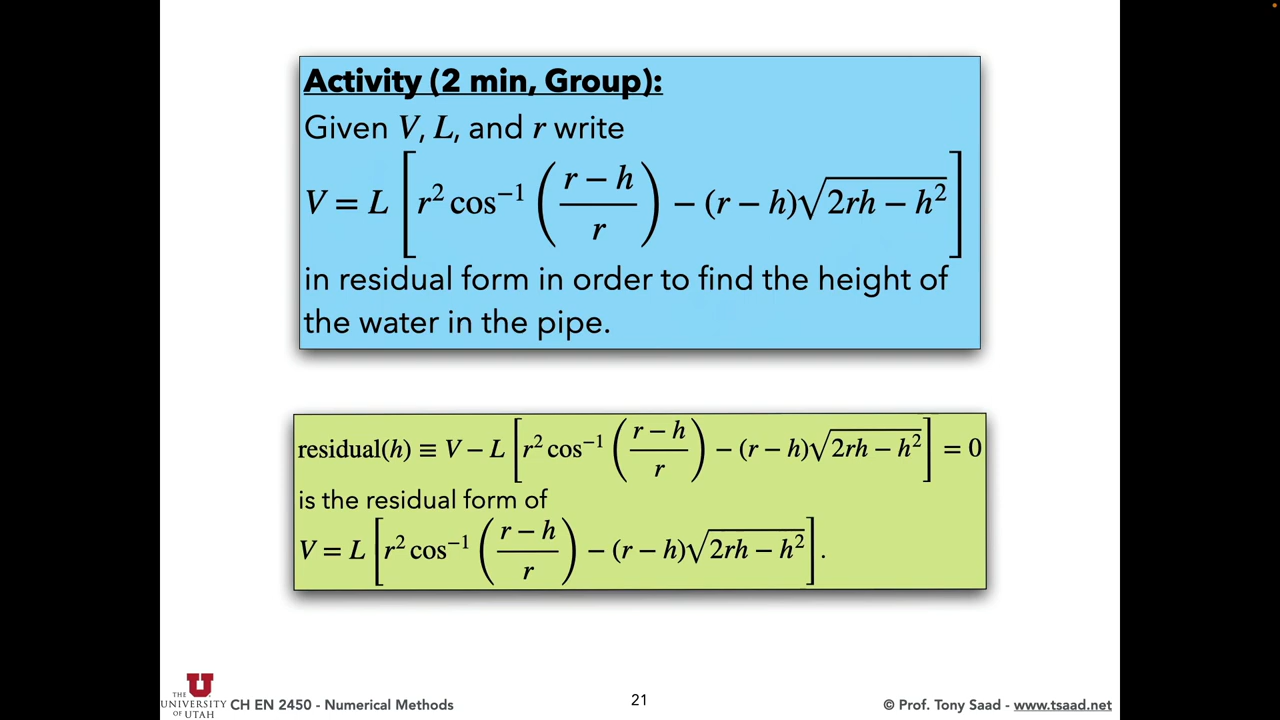 Activity (2 min, Group):
Given V, L, and r write
V = L [ r² cos⁻¹ ( (r − h) / r ) − (r − h)√(2rh − h²) ]
in residual form in order to find the height of
the water in the pipe.
residual(h) ≡ V − L [ r² cos⁻¹ ( (r − h) / r ) − (r − h)√(2rh − h²) ] = 0
is the residual form of
V = L [ r² cos⁻¹ ( (r − h) / r ) − (r − h)√(2rh − h²) ].
THE
UNIVERSITY
OF UTAH
CH EN 2450 - Numerical Methods
21
© Prof. Tony Saad - www.tsaad.net